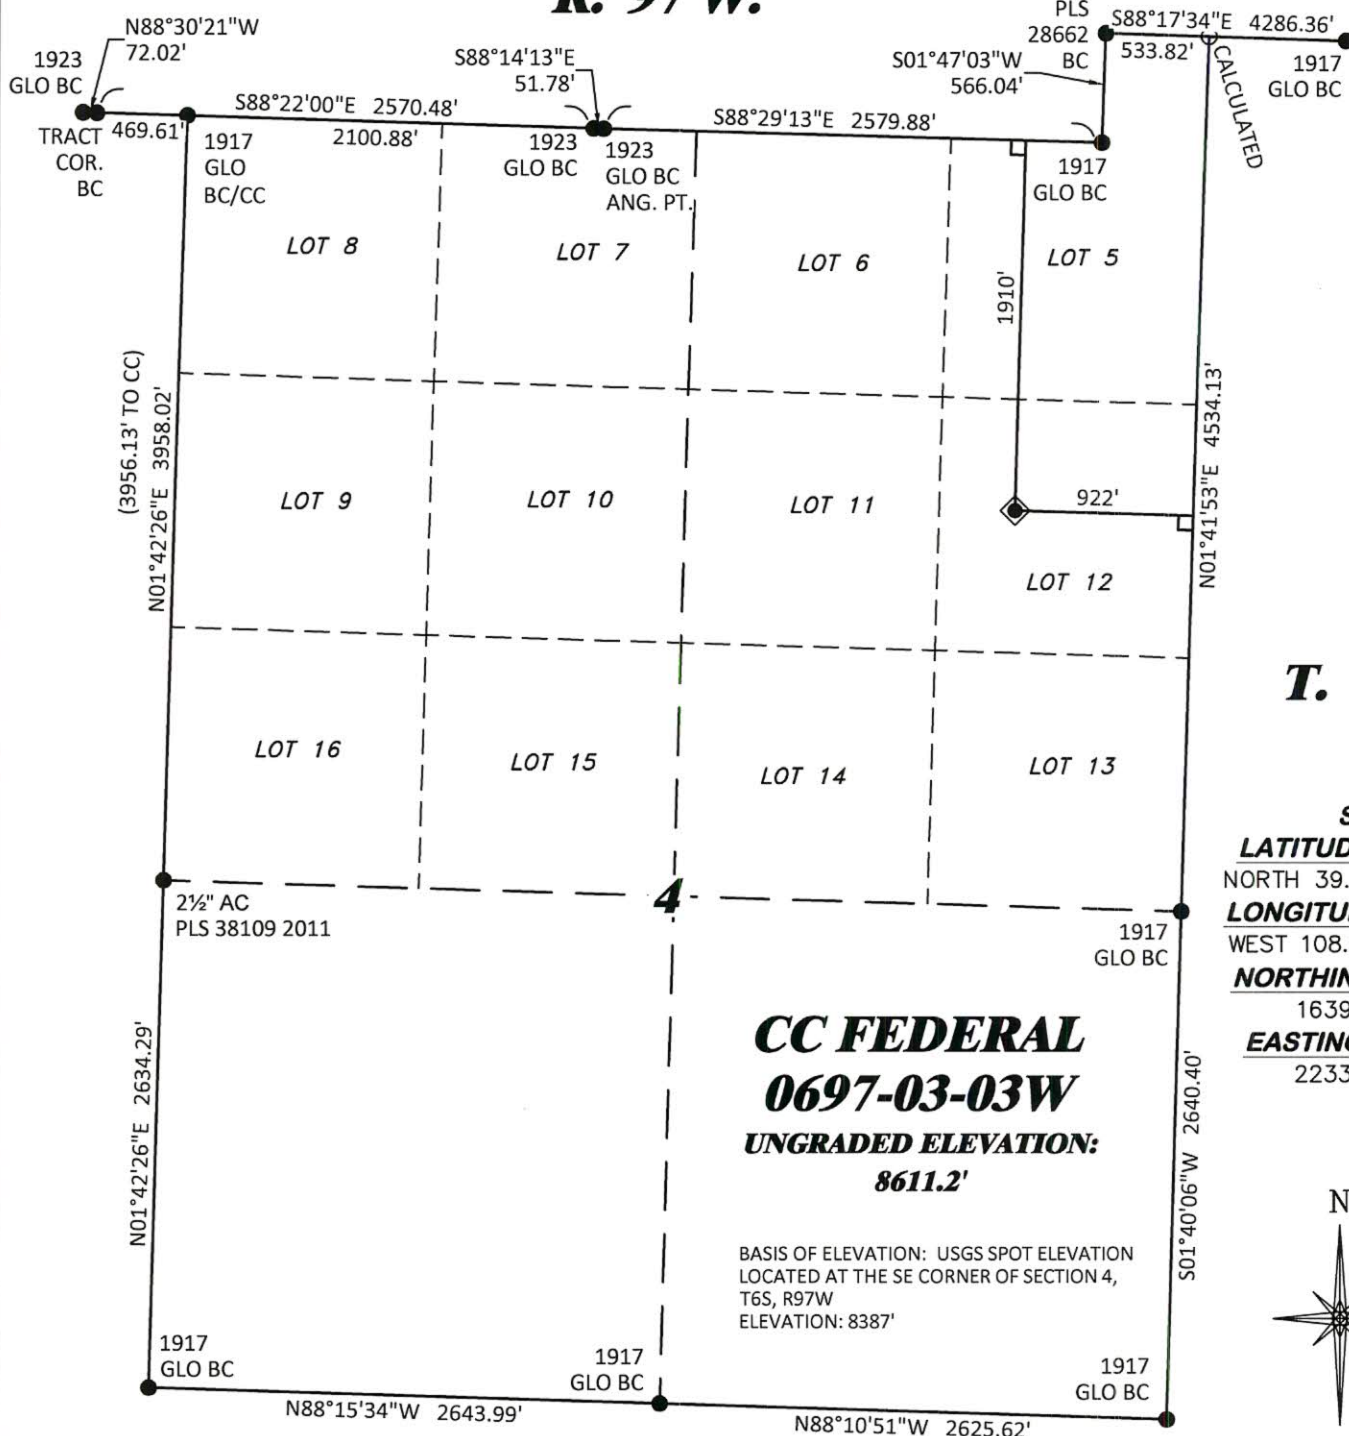 R. 97 W.
N88°30'21"W
72.02'
1923
GLO BC
TRACT
COR.
BC
469.61'
S88°22'00"E 2570.48'
2100.88'
1917
GLO
BC/CC
S88°14'13"E
51.78'
1923
GLO BC
1923
GLO BC
ANG. PT.
S88°29'13"E 2579.88'
S01°47'03"W
566.04'
PLS
28662
BC
S88°17'34"E 4286.36'
533.82'
1917
GLO BC
CALCULATED
1917
GLO BC
LOT 8
LOT 7
LOT 6
LOT 5
1910'
(3956.13' TO CC)
N01°42'26"E 3958.02'
N01°41'53"E 4534.13'
LOT 9
LOT 10
LOT 11
922'
LOT 12
LOT 16
LOT 15
LOT 14
LOT 13
T.
S
LATITUD
NORTH 39.
LONGITU
WEST 108.
NORTHIN
1639
EASTING
2233
2½" AC
PLS 38109 2011
4
1917
GLO BC
CC FEDERAL
0697-03-03W
UNGRADED ELEVATION:
8611.2'
BASIS OF ELEVATION: USGS SPOT ELEVATION
LOCATED AT THE SE CORNER OF SECTION 4,
T6S, R97W
ELEVATION: 8387'
N01°42'26"E 2634.29'
S01°40'06"W 2640.40'
N
1917
GLO BC
1917
GLO BC
1917
GLO BC
N88°15'34"W 2643.99'
N88°10'51"W 2625.62'